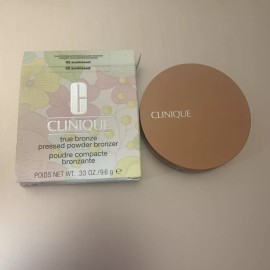 C
CLINIQUE
true bronze
pressed powder bronzer
poudre compacte
bronzante
POIDS NET WT. .33 OZ./9.6 g
CLINIQUE